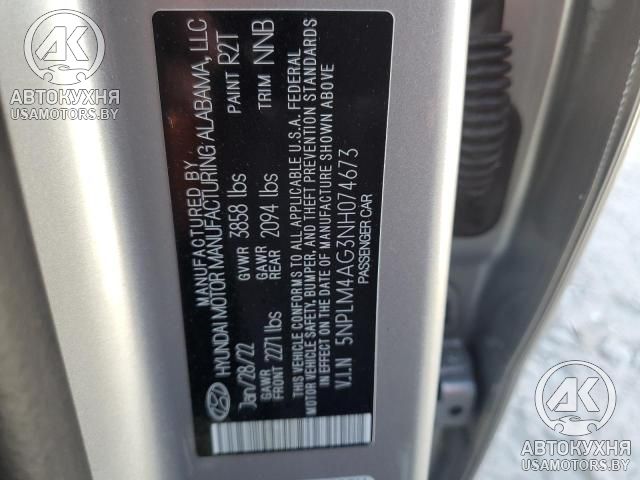 MANUFACTURED BY
HYUNDAI MOTOR MANUFACTURING ALABAMA, LLC
Jan/28/22 GVWR 3858 lbs PAINT R2T
GAWR FRONT 2271 lbs GAWR REAR 2094 lbs TRIM NNB
THIS VEHICLE CONFORMS TO ALL APPLICABLE U.S.A. FEDERAL
MOTOR VEHICLE SAFETY, BUMPER, AND THEFT PREVENTION STANDARDS
IN EFFECT ON THE DATE OF MANUFACTURE SHOWN ABOVE
V.I.N 5NPLM4AG3NH074673
PASSENGER CAR
АК
АВТОКУХНЯ
USAMOTORS.BY
АК
АВТОКУХНЯ
USAMOTORS.BY